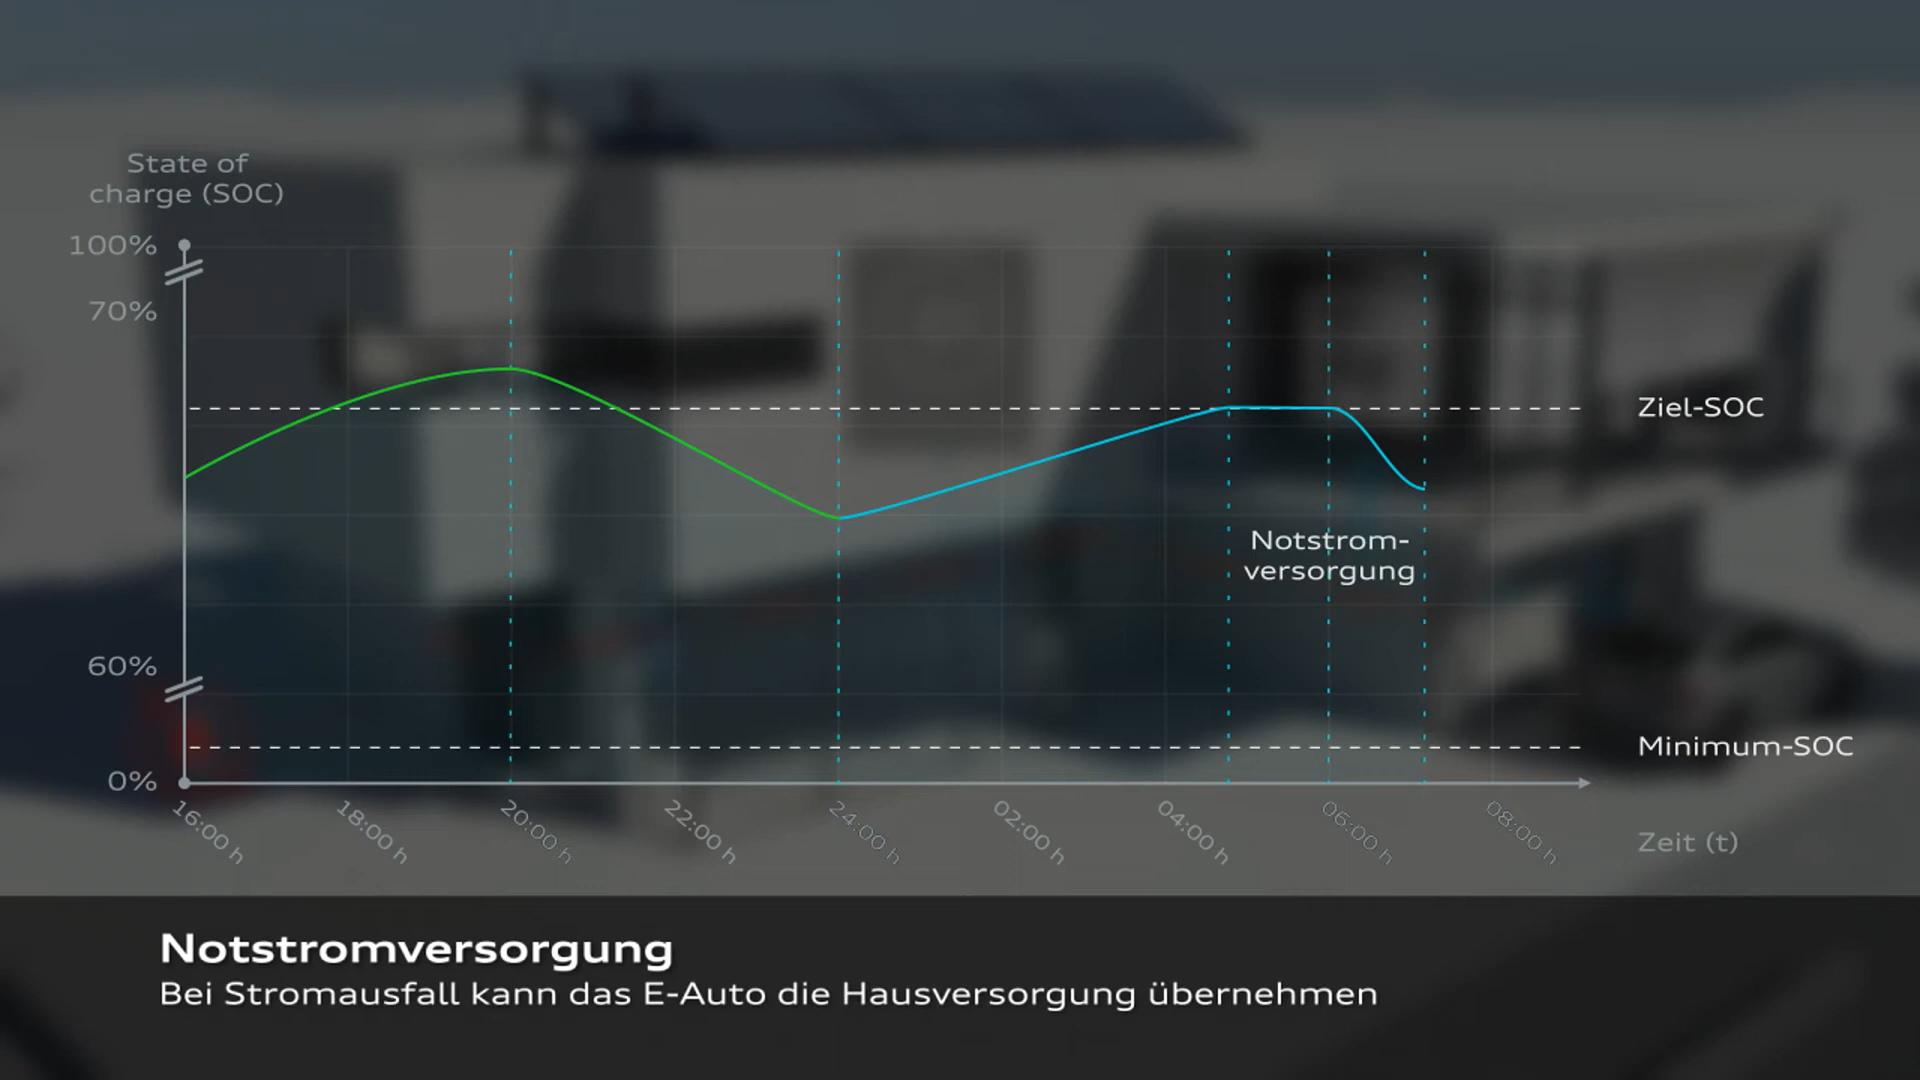 State of
charge (SOC)
100%
70%
60%
0%
Ziel-SOC
Notstrom-
versorgung
Minimum-SOC
16:00 h
18:00 h
20:00 h
22:00 h
24:00 h
02:00 h
04:00 h
06:00 h
08:00 h
Zeit (t)
Notstromversorgung
Bei Stromausfall kann das E-Auto die Hausversorgung übernehmen